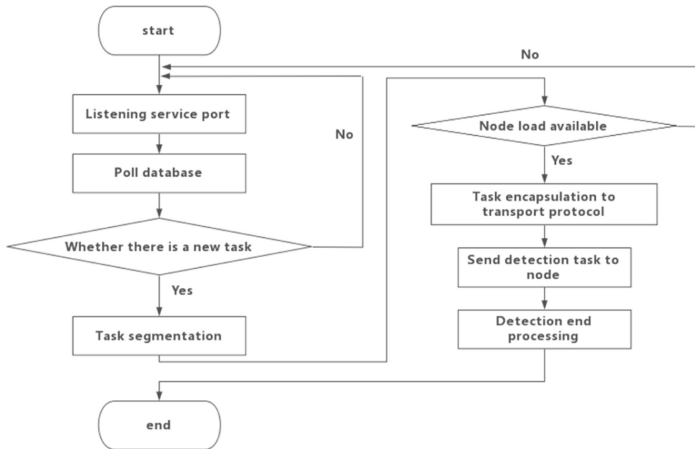 start
No
Listening service port
Node load available
No
Yes
Poll database
Task encapsulation to
transport protocol
Whether there is a new task
Send detection task to
node
Yes
Task segmentation
Detection end
processing
end